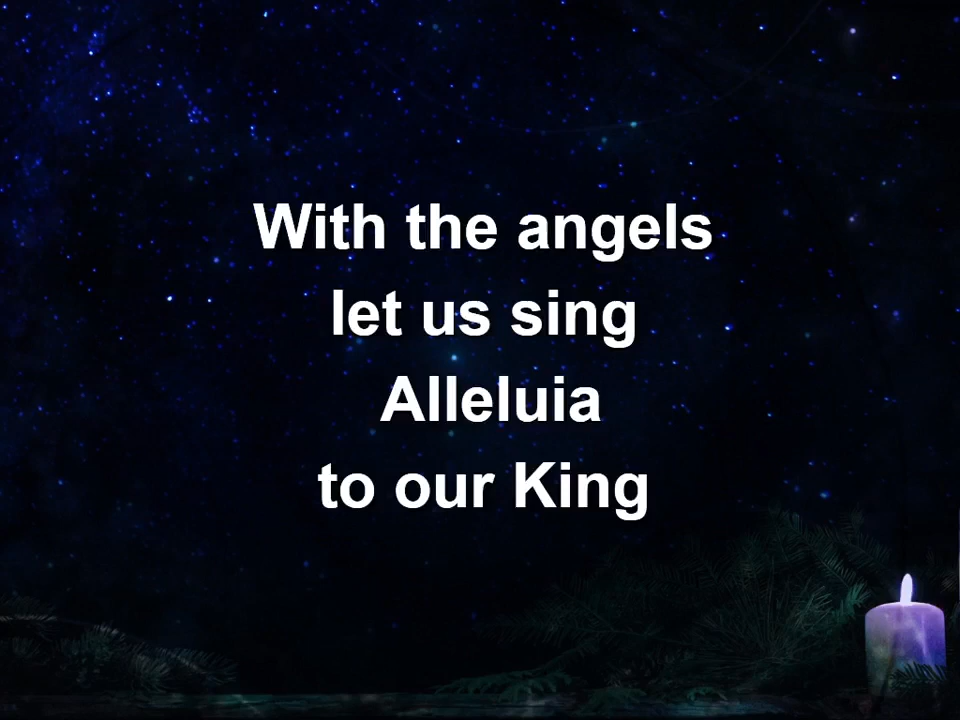 With the angels
let us sing
Alleluia
to our King